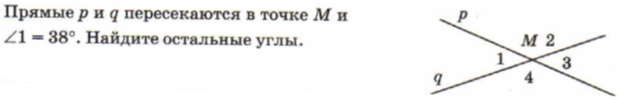 Прямые p и q пересекаются в точке M и
∠1 = 38°. Найдите остальные углы.
p
M 2
1 3
4
q